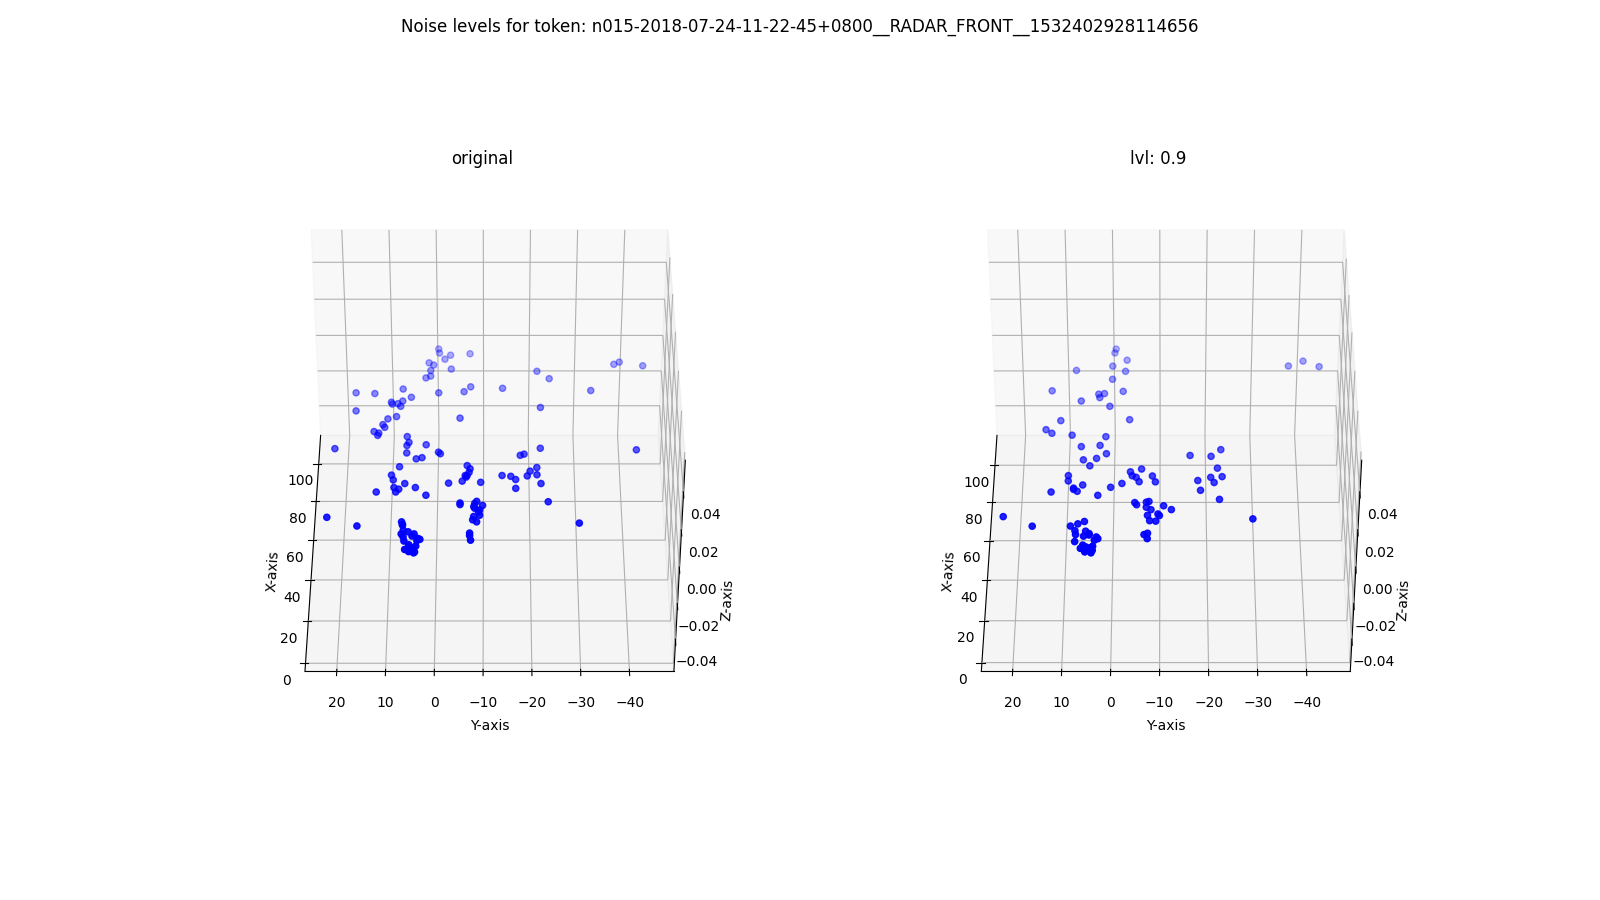 Noise levels for token: n015-2018-07-24-11-22-45+0800__RADAR_FRONT__1532402928114656
original
lvl: 0.9
100
80
60
40
20
0
X-axis
20 10 0 −10 −20 −30 −40
Y-axis
0.04
0.02
0.00
−0.02
−0.04
Z-axis
100
80
60
40
20
0
X-axis
20 10 0 −10 −20 −30 −40
Y-axis
0.04
0.02
0.00
−0.02
−0.04
Z-axis